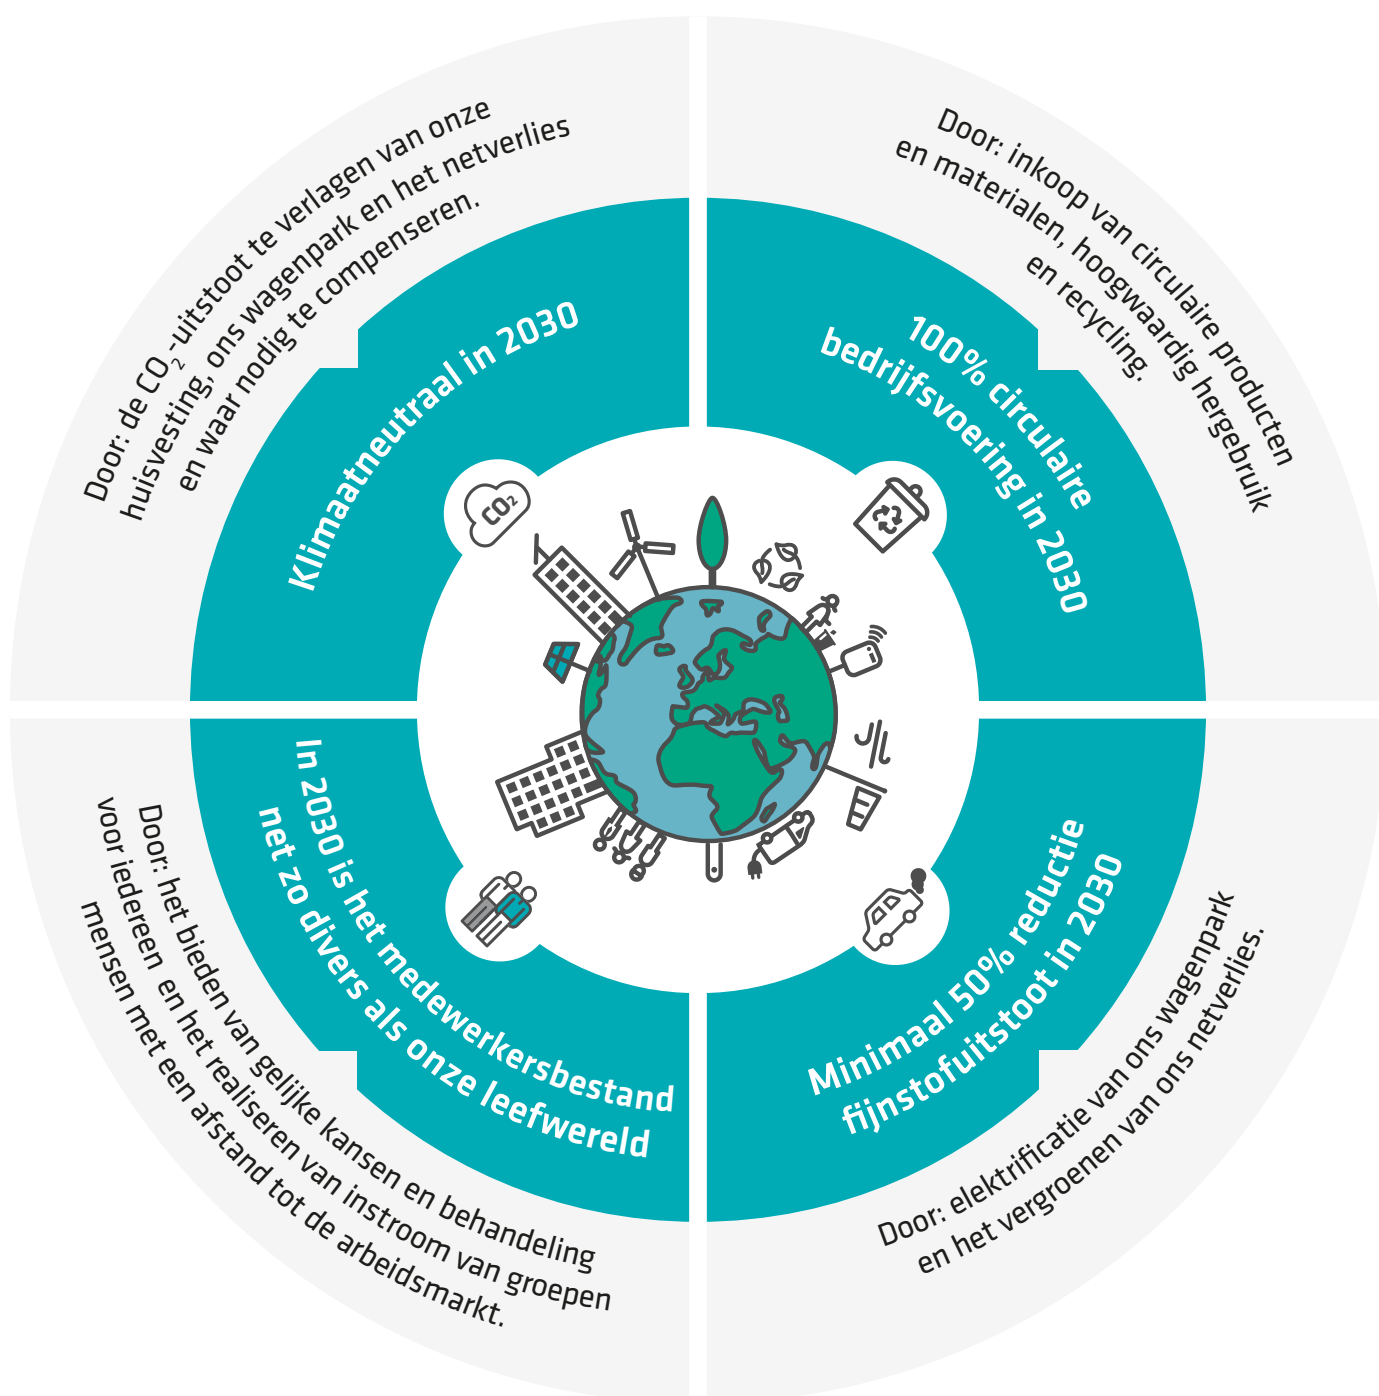 Door: de CO₂-uitstoot te verlagen van onze
huisvesting, ons wagenpark en het netverlies
en waar nodig te compenseren.
Klimaatneutraal in 2030
CO₂
Door: inkoop van circulaire producten
en materialen, hoogwaardig hergebruik
en recycling.
100% circulaire
bedrijfsvoering in 2030
In 2030 is het medewerkersbestand
net zo divers als onze leefwereld
Door: het bieden van gelijke kansen en behandeling
voor iedereen en het realiseren van instroom van groepen
mensen met een afstand tot de arbeidsmarkt.
Minimaal 50% reductie
fijnstofuitstoot in 2030
Door: elektrificatie van ons wagenpark
en het vergroenen van ons netverlies.